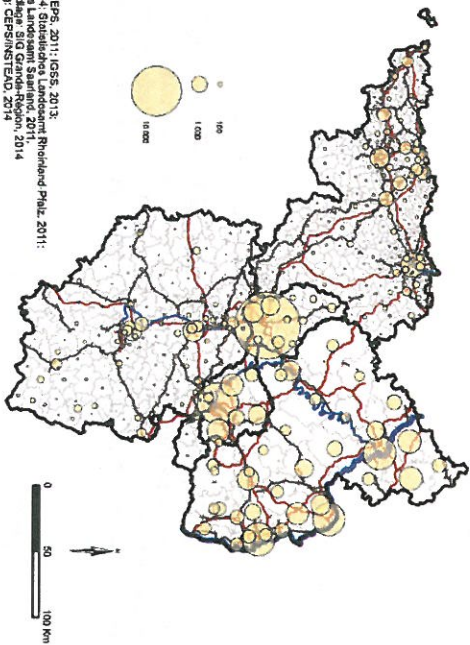 EPS, 2011; IGSS, 2013;
4; Statistisches Landesamt Rheinland-Pfalz, 2011;
s Landesamt Saarland, 2011.
SIG Grande-Région, 2014
g: CEPS/INSTEAD, 2014
100
1 000
10 000
0 50 100 Km
N